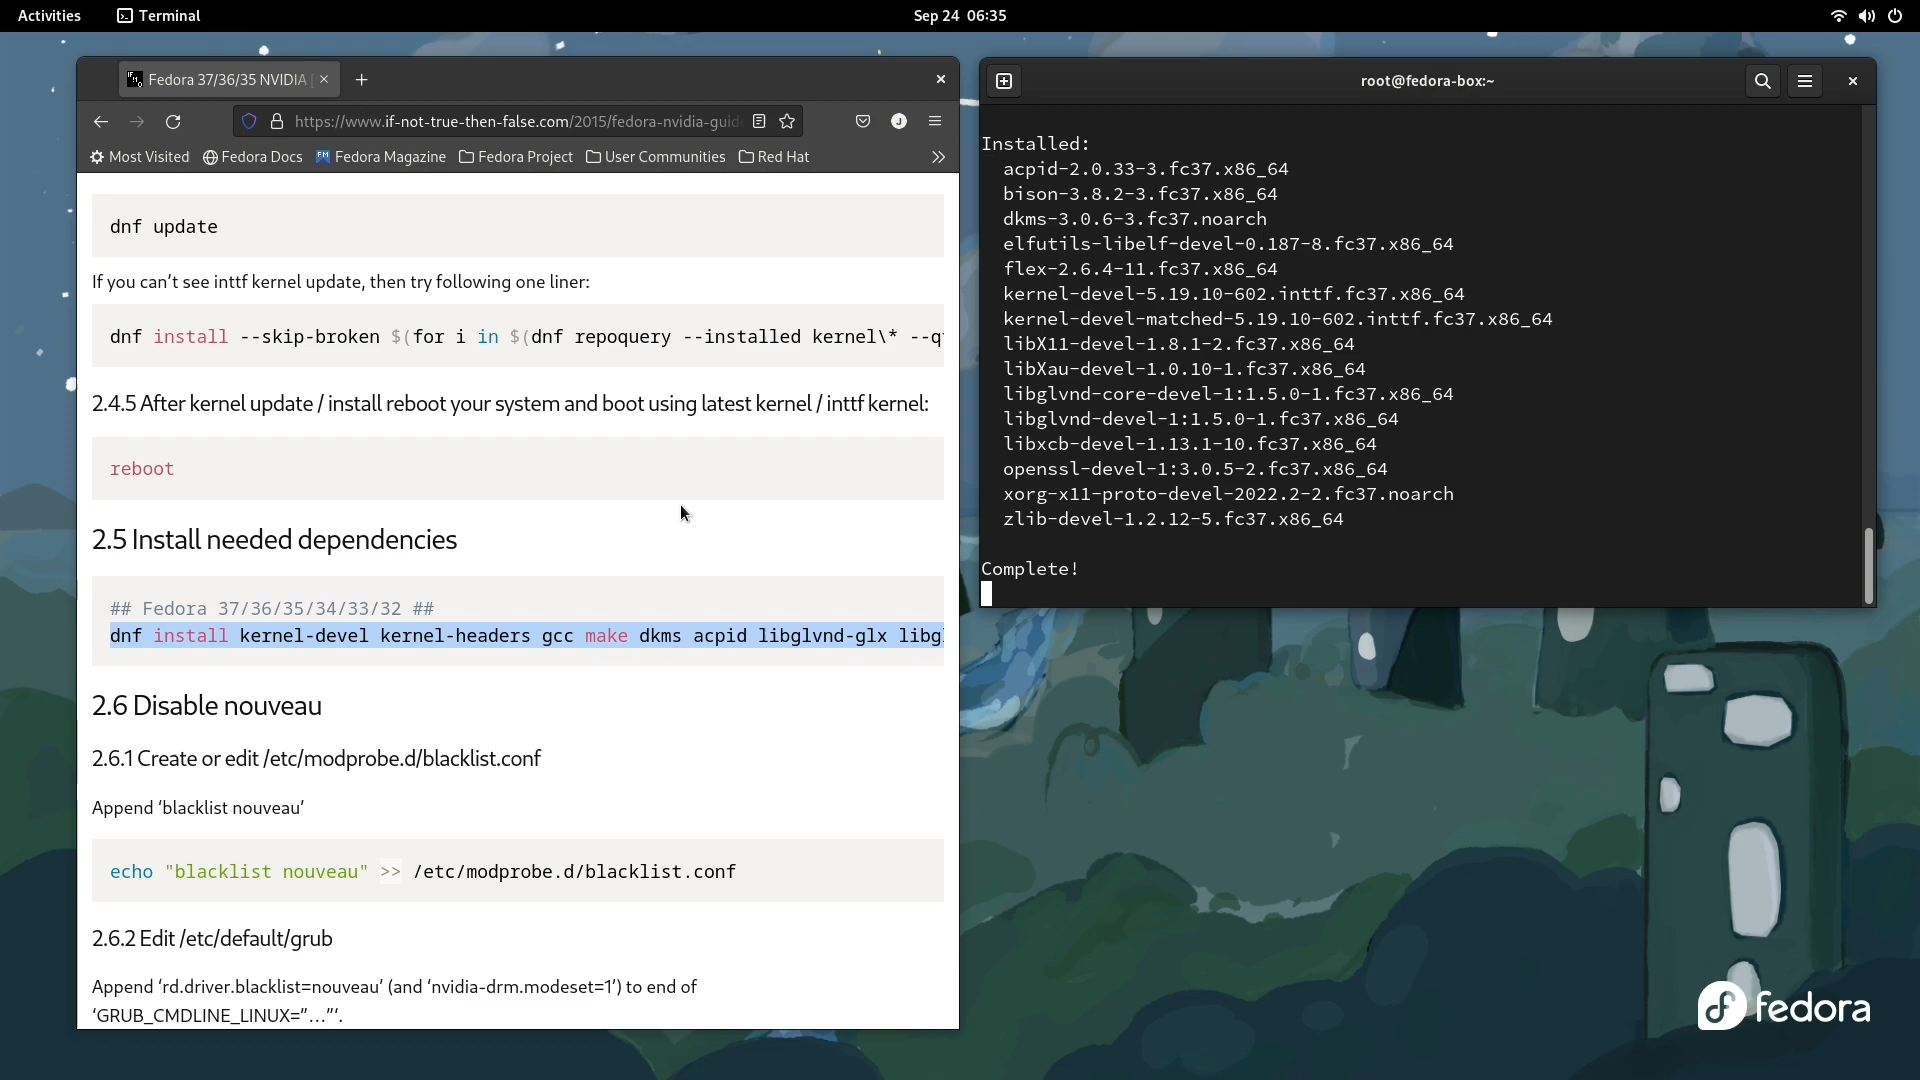 Activities
Terminal
Sep 24 06:35
Fedora 37/36/35 NVIDIA [
https://www.if-not-true-then-false.com/2015/fedora-nvidia-guid
J
Most Visited
Fedora Docs
Fedora Magazine
Fedora Project
User Communities
Red Hat
dnf update
If you can’t see inttf kernel update, then try following one liner:
dnf install --skip-broken $(for i in $(dnf repoquery --installed kernel\* --q
2.4.5 After kernel update / install reboot your system and boot using latest kernel / inttf kernel:
reboot
2.5 Install needed dependencies
## Fedora 37/36/35/34/33/32 ##
dnf install kernel-devel kernel-headers gcc make dkms acpid libglvnd-glx libg
2.6 Disable nouveau
2.6.1 Create or edit /etc/modprobe.d/blacklist.conf
Append ‘blacklist nouveau’
echo "blacklist nouveau" >> /etc/modprobe.d/blacklist.conf
2.6.2 Edit /etc/default/grub
Append ‘rd.driver.blacklist=nouveau’ (and ‘nvidia-drm.modeset=1’) to end of
‘GRUB_CMDLINE_LINUX=”…”‘.
root@fedora-box:~
Installed:
acpid-2.0.33-3.fc37.x86_64
bison-3.8.2-3.fc37.x86_64
dkms-3.0.6-3.fc37.noarch
elfutils-libelf-devel-0.187-8.fc37.x86_64
flex-2.6.4-11.fc37.x86_64
kernel-devel-5.19.10-602.inttf.fc37.x86_64
kernel-devel-matched-5.19.10-602.inttf.fc37.x86_64
libX11-devel-1.8.1-2.fc37.x86_64
libXau-devel-1.0.10-1.fc37.x86_64
libglvnd-core-devel-1:1.5.0-1.fc37.x86_64
libglvnd-devel-1:1.5.0-1.fc37.x86_64
libxcb-devel-1.13.1-10.fc37.x86_64
openssl-devel-1:3.0.5-2.fc37.x86_64
xorg-x11-proto-devel-2022.2-2.fc37.noarch
zlib-devel-1.2.12-5.fc37.x86_64
Complete!
fedora